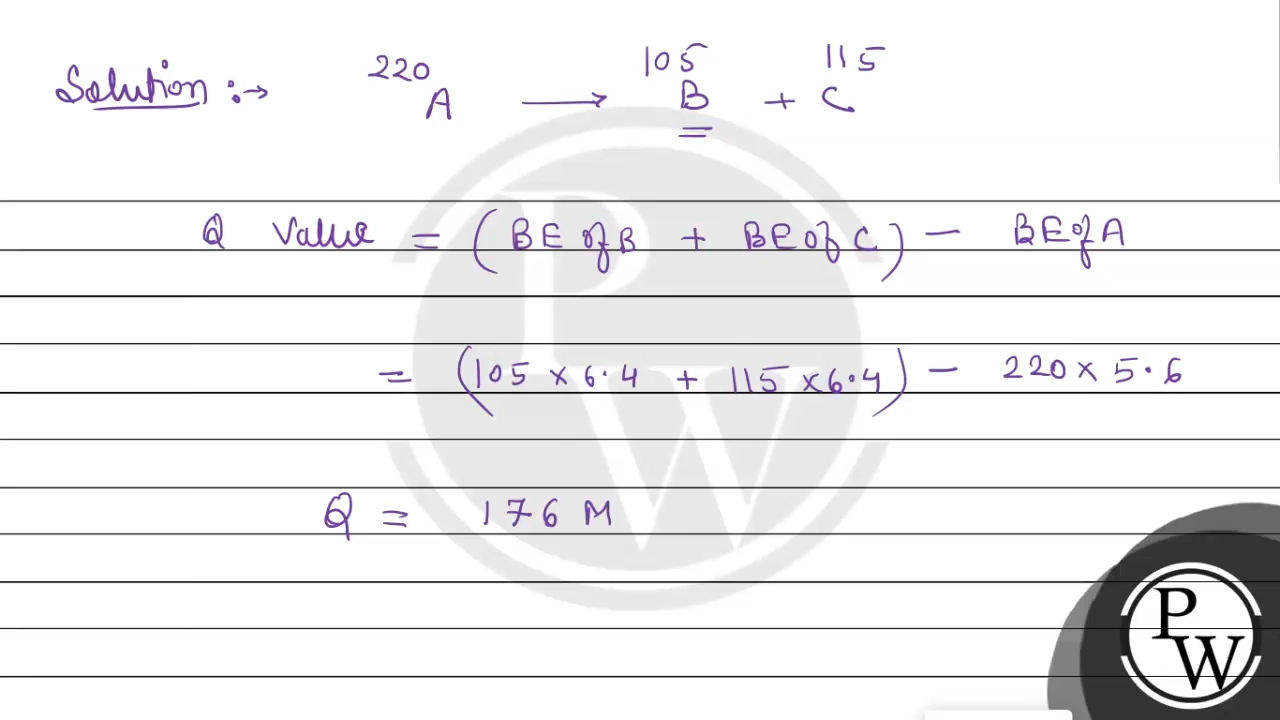 Solution :→ ²²⁰A ⟶ ¹⁰⁵B + ¹¹⁵C
Q Value = (BE of B + BE of C) − BE of A
= (105 × 6.4 + 115 × 6.4) − 220 × 5.6
Q = 176 M
PW
PW